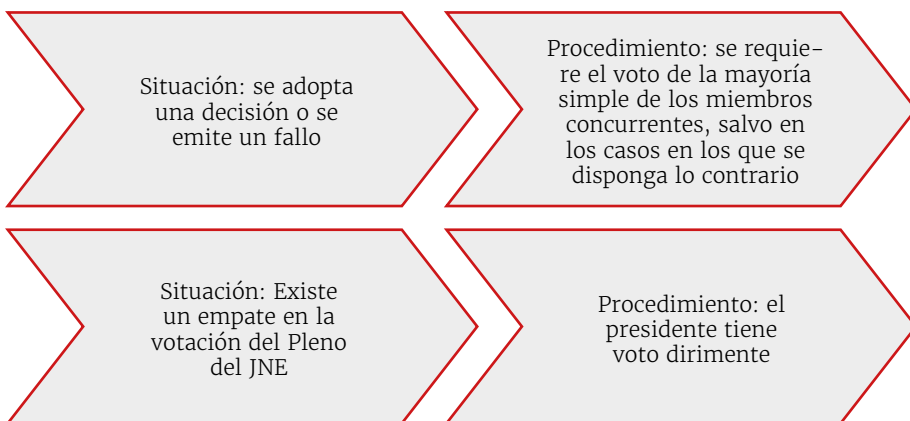 Situación: se adopta
una decisión o se
emite un fallo
Procedimiento: se requie-
re el voto de la mayoría
simple de los miembros
concurrentes, salvo en
los casos en los que se
disponga lo contrario
Situación: Existe
un empate en la
votación del Pleno
del JNE
Procedimiento: el
presidente tiene
voto dirimente